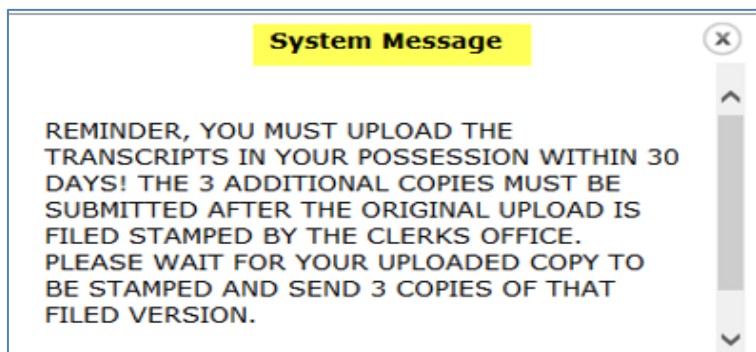 System Message
REMINDER, YOU MUST UPLOAD THE
TRANSCRIPTS IN YOUR POSSESSION WITHIN 30
DAYS! THE 3 ADDITIONAL COPIES MUST BE
SUBMITTED AFTER THE ORIGINAL UPLOAD IS
FILED STAMPED BY THE CLERKS OFFICE.
PLEASE WAIT FOR YOUR UPLOADED COPY TO
BE STAMPED AND SEND 3 COPIES OF THAT
FILED VERSION.